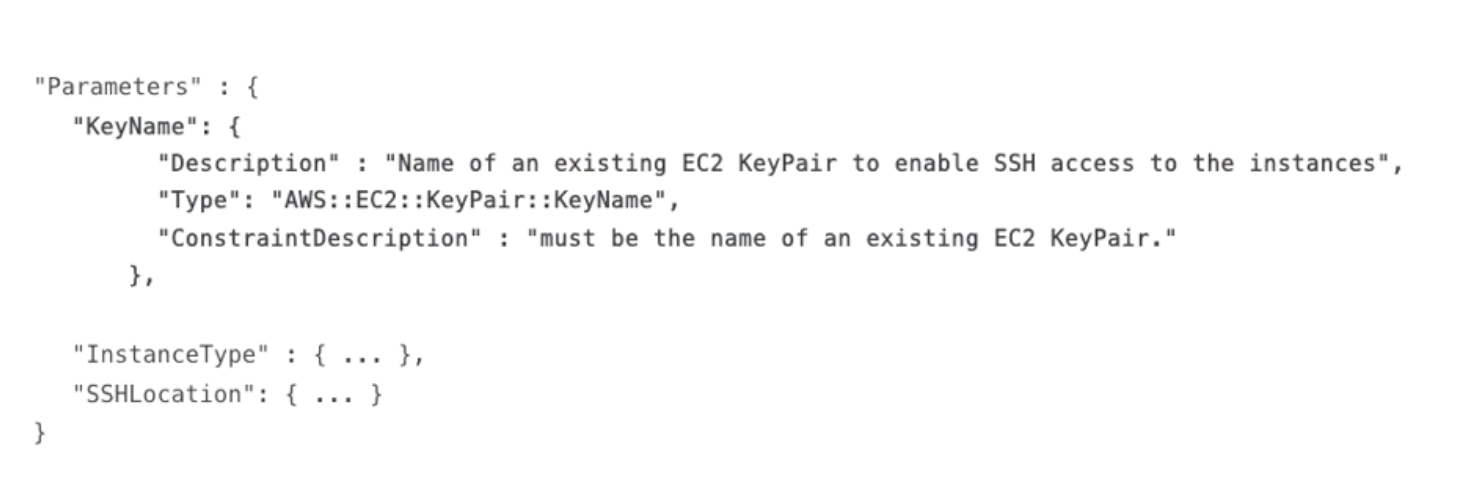 "Parameters" : {
"KeyName": {
"Description" : "Name of an existing EC2 KeyPair to enable SSH access to the instances",
"Type": "AWS::EC2::KeyPair::KeyName",
"ConstraintDescription" : "must be the name of an existing EC2 KeyPair."
},
"InstanceType" : { ... },
"SSHLocation": { ... }
}